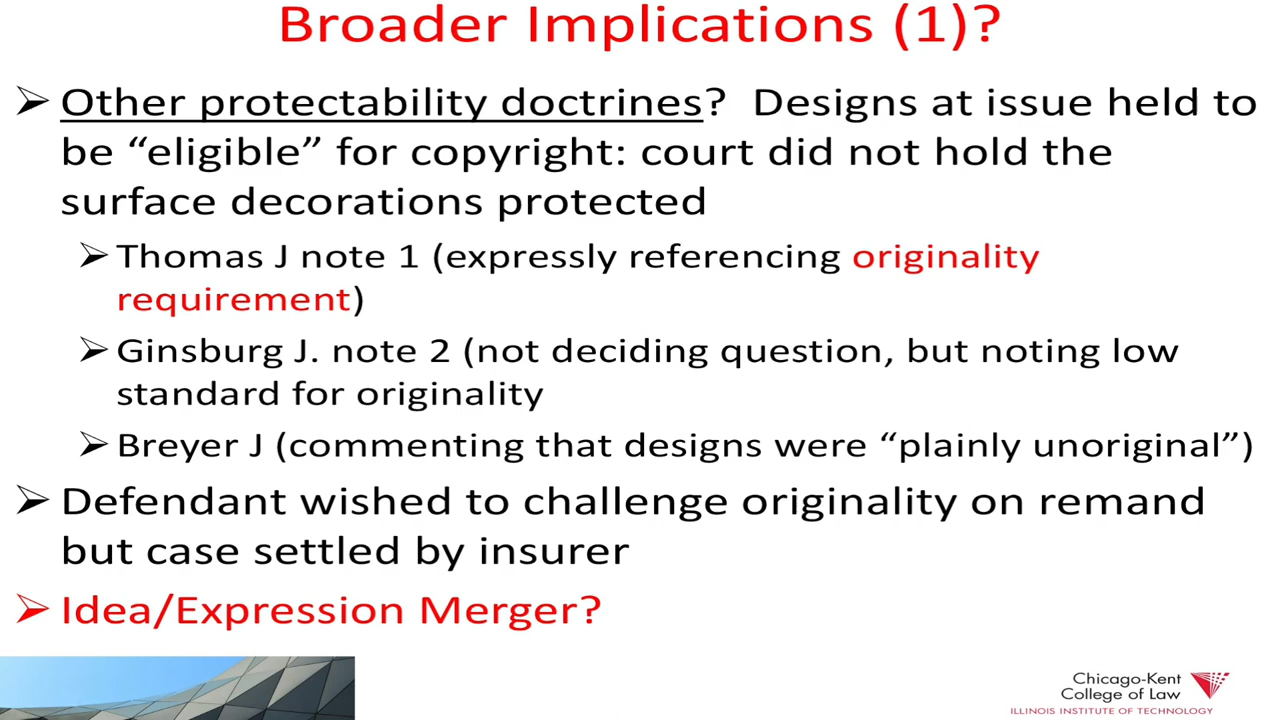 Broader Implications (1)?
➢ Other protectability doctrines? Designs at issue held to
be “eligible” for copyright: court did not hold the
surface decorations protected
➢ Thomas J note 1 (expressly referencing originality
requirement)
➢ Ginsburg J. note 2 (not deciding question, but noting low
standard for originality
➢ Breyer J (commenting that designs were “plainly unoriginal”)
➢ Defendant wished to challenge originality on remand
but case settled by insurer
➢ Idea/Expression Merger?
Chicago-Kent
College of Law
ILLINOIS INSTITUTE OF TECHNOLOGY